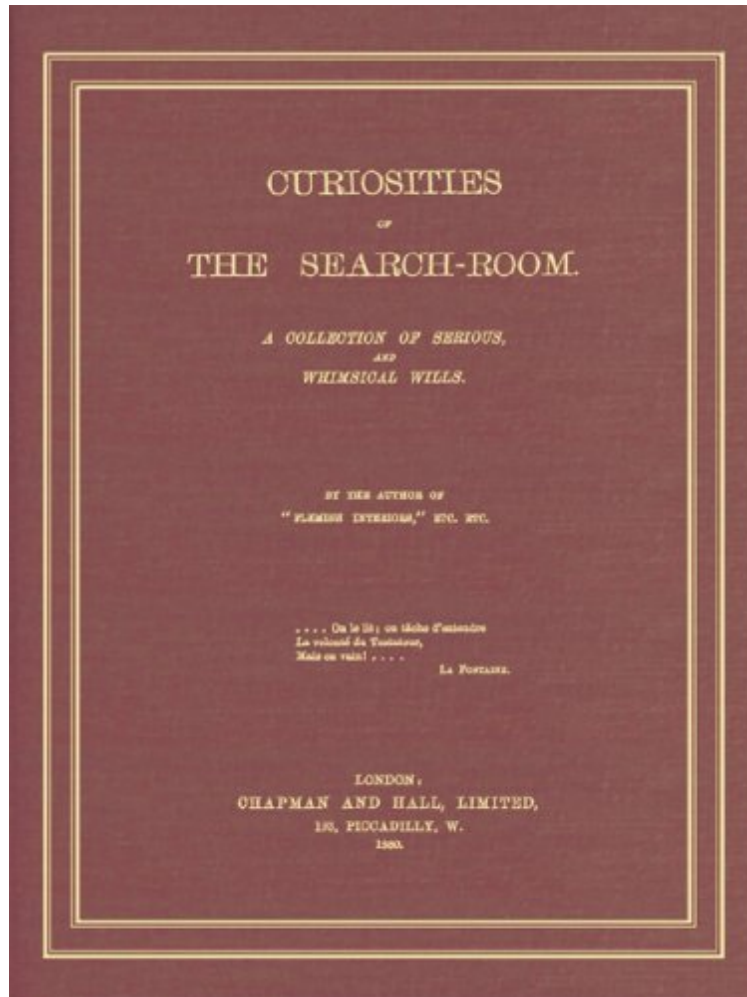 CURIOSITIES
OF
THE SEARCH-ROOM.
A COLLECTION OF SERIOUS,
AND
WHIMSICAL WILLS.
BY THE AUTHOR OF
"FLEMISH INTERIORS," ETC. ETC.
. . . . On le lit; on tâche d'entendre
La volonté du Testateur,
Mais en vain! . . . .
LA FONTAINE.
LONDON:
CHAPMAN AND HALL, LIMITED,
193, PICCADILLY, W.
1880.